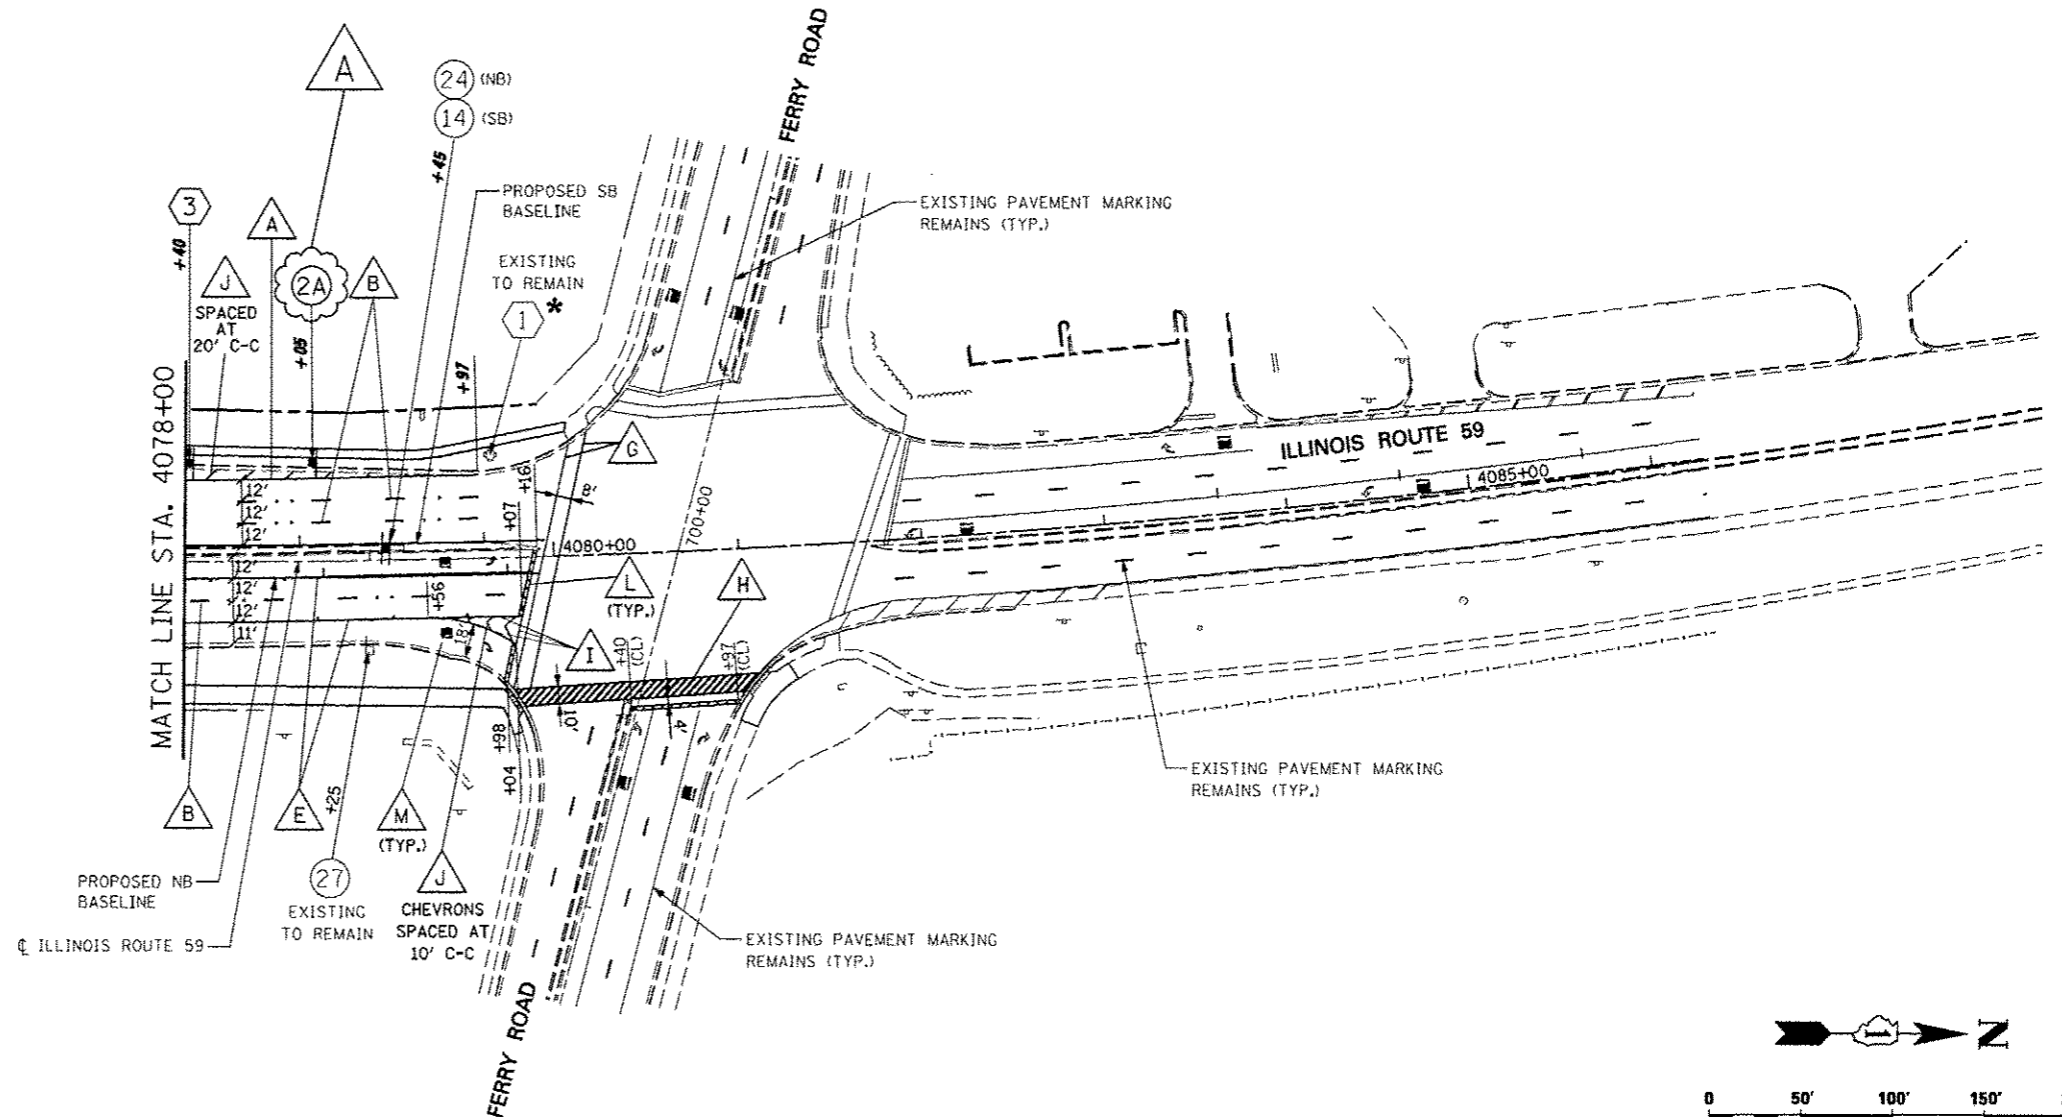 FERRY ROAD
A
24 (NB)
14 (SB)
+45
PROPOSED SB
BASELINE
EXISTING PAVEMENT MARKING
REMAINS (TYP.)
3
+40
A
J
SPACED
AT
20' C-C
2A
+05
B
EXISTING
TO REMAIN
1 *
+97
MATCH LINE STA. 4078+00
12'
12'
12'
12'
12'
12'
11'
+16
+07
8'
G
700+00
4080+00
ILLINOIS ROUTE 59
4085+00
L
(TYP.)
H
+56
18'
I
+40
(CL)
+97
(CL)
10'
4'
+98
+04
B
E
+25
M
(TYP.)
J
CHEVRONS
SPACED AT
10' C-C
27
EXISTING
TO REMAIN
PROPOSED NB
BASELINE
℄ ILLINOIS ROUTE 59
EXISTING PAVEMENT MARKING
REMAINS (TYP.)
EXISTING PAVEMENT MARKING
REMAINS (TYP.)
FERRY ROAD
N
0 50' 100' 150'